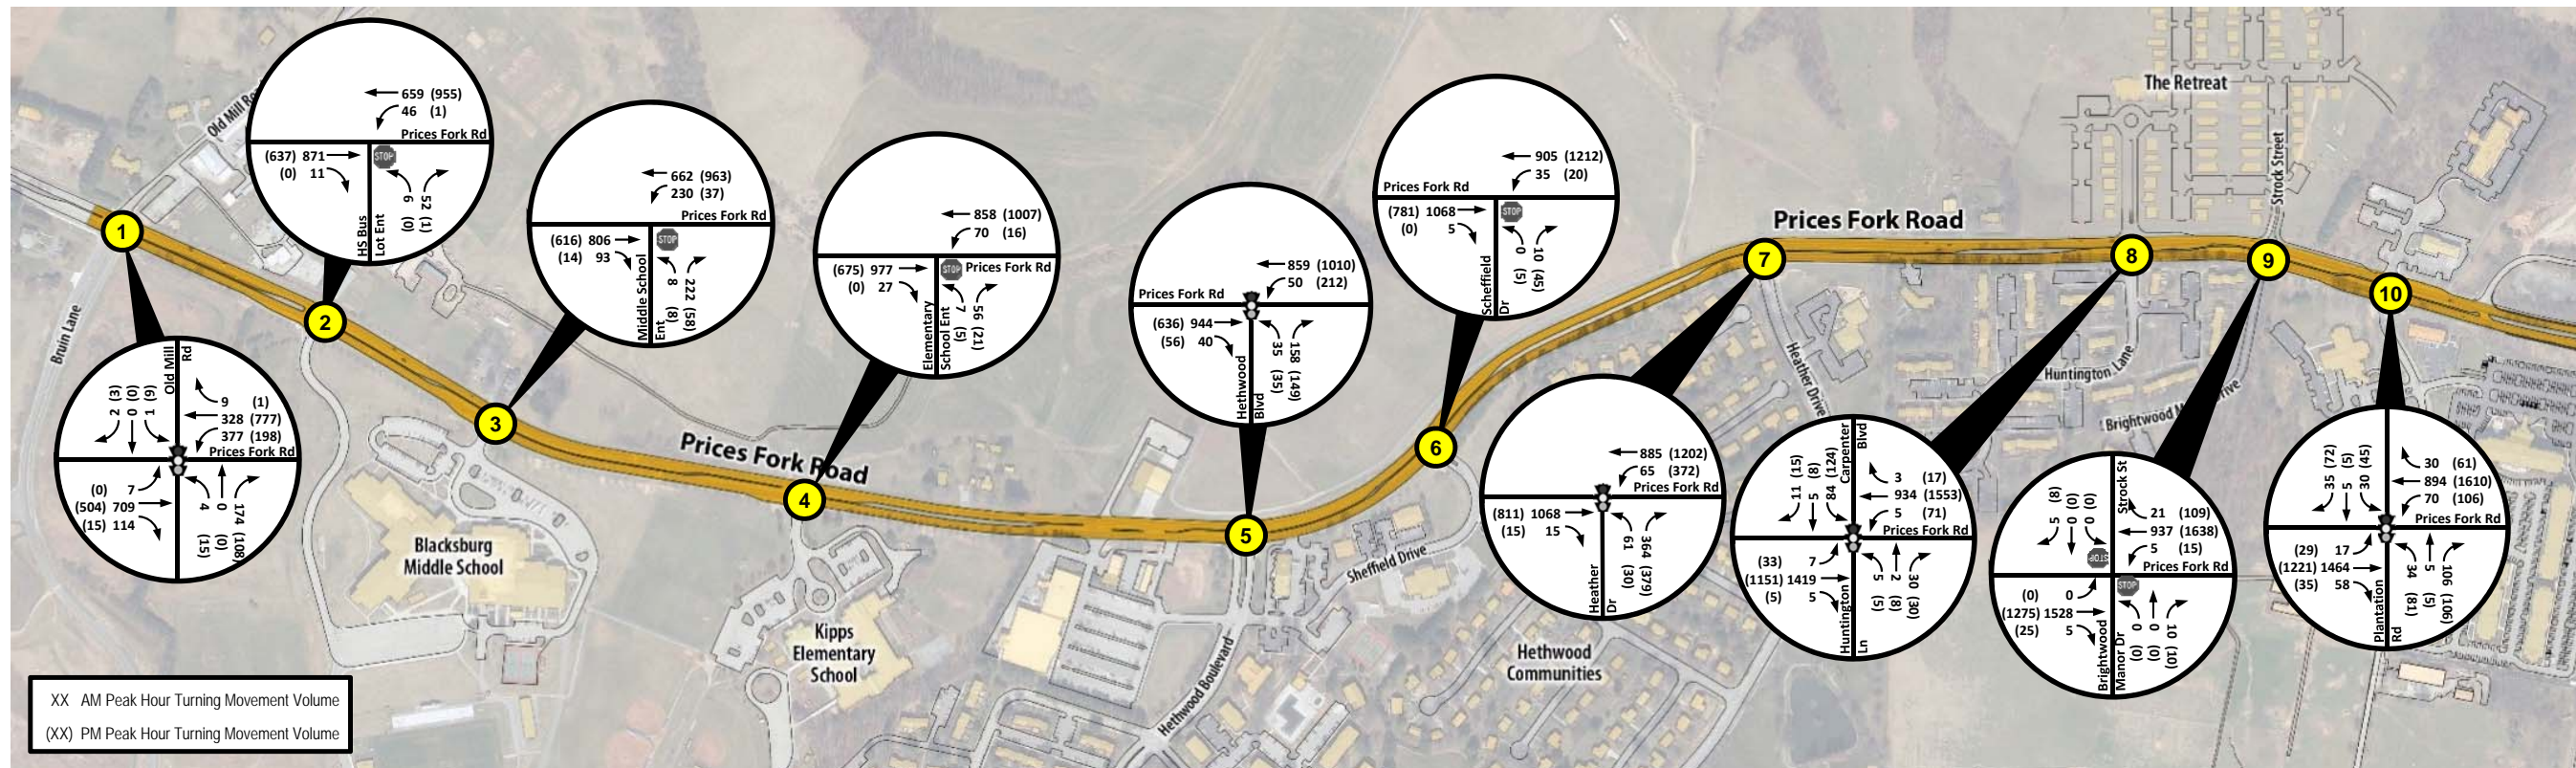 Old Mill Ro
Bruin Lane
659 (955)
46 (1)
Prices Fork Rd
(637) 871
(0) 11
STOP
HS Bus
Lot Ent
6 (0)
52 (1)
662 (963)
230 (37)
Prices Fork Rd
(616) 806
(14) 93
STOP
Middle School
Ent
8 (8)
222 (58)
858 (1007)
70 (16)
Prices Fork Rd
(675) 977
(0) 27
STOP
Elementary
School Ent
7 (5)
56 (21)
859 (1010)
50 (212)
Prices Fork Rd
(636) 944
(56) 40
Hethwood
Blvd
35 (35)
158 (149)
905 (1212)
35 (20)
Prices Fork Rd
(781) 1068
(0) 5
STOP
Scheffield
Dr
0 (5)
10 (45)
The Retreat
Strock Street
Prices Fork Road
1
2
3
4
5
6
7
8
9
10
Old Mill
Rd
2 (3)
0 (0)
1 (9)
9 (1)
328 (777)
377 (198)
Prices Fork Rd
(0) 7
(504) 709
(15) 114
4 (15)
0 (0)
174 (108)
Prices Fork Road
Blacksburg
Middle School
Kipps
Elementary
School
Hethwood Boulevard
Sheffield Drive
Hethwood
Communities
Heather Drive
Huntington Lane
Brightwood M
Drive
885 (1202)
65 (372)
Prices Fork Rd
(811) 1068
(15) 15
Heather
Dr
61 (30)
364 (379)
Carpenter
Blvd
11 (15)
5 (8)
84 (124)
3 (17)
934 (1553)
5 (71)
Prices Fork Rd
(33) 7
(1151) 1419
(5) 5
Huntington
Ln
5 (5)
2 (8)
30 (30)
Strock St
5 (8)
0 (0)
0 (0)
STOP
21 (109)
937 (1638)
5 (15)
Prices Fork Rd
(0) 0
(1275) 1528
(25) 5
STOP
Brightwood
Manor Dr
0 (0)
0 (0)
10 (10)
35 (72)
5 (5)
30 (45)
30 (61)
894 (1610)
70 (106)
Prices Fork Rd
(29) 17
(1221) 1464
(35) 58
Plantation
Rd
34 (81)
5 (5)
106 (106)
XX AM Peak Hour Turning Movement Volume
(XX) PM Peak Hour Turning Movement Volume